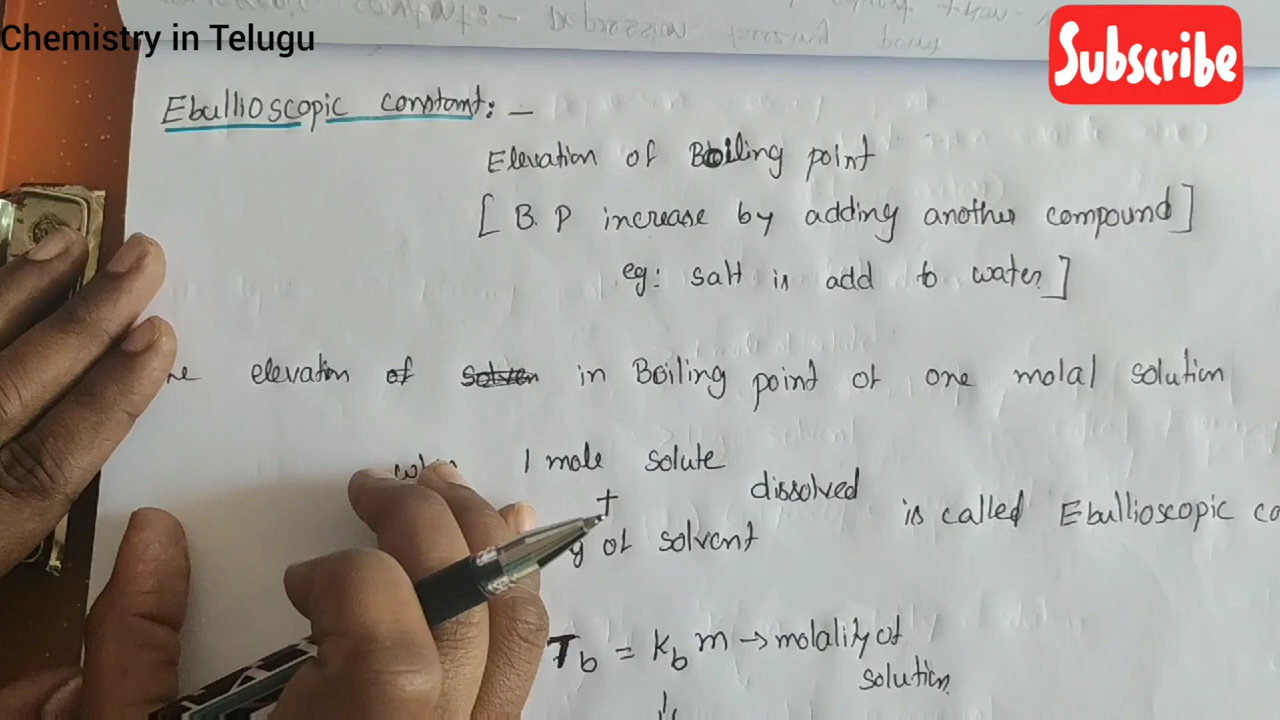 Chemistry in Telugu
Subscribe
Ebullioscopic constant:-
Elevation of Boiling point
[ B.P increase by adding another compound]
eg: salt is add to water]
elevation of in Boiling point of one molal solution
1 mole solute
+
dissolved
is called Ebullioscopic co
g of solvent
Tb = Kb m → molality of
solution